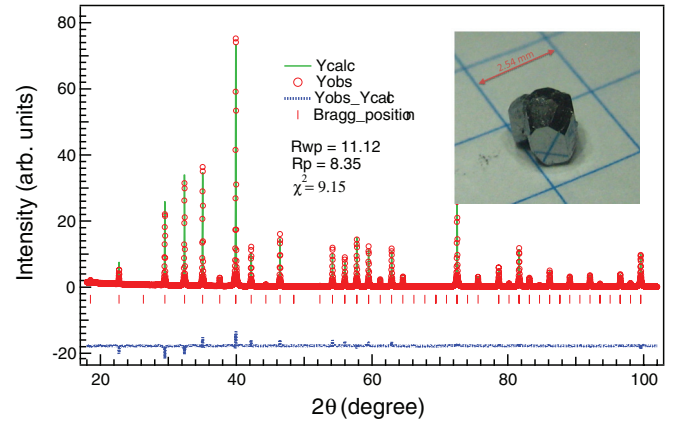 80
60
40
20
0
-20
Intensity (arb. units)
Ycalc
Yobs
Yobs_Ycalc
Bragg_position
Rwp = 11.12
Rp = 8.35
χ²= 9.15
2.54 mm
20 40 60 80 100
2θ (degree)